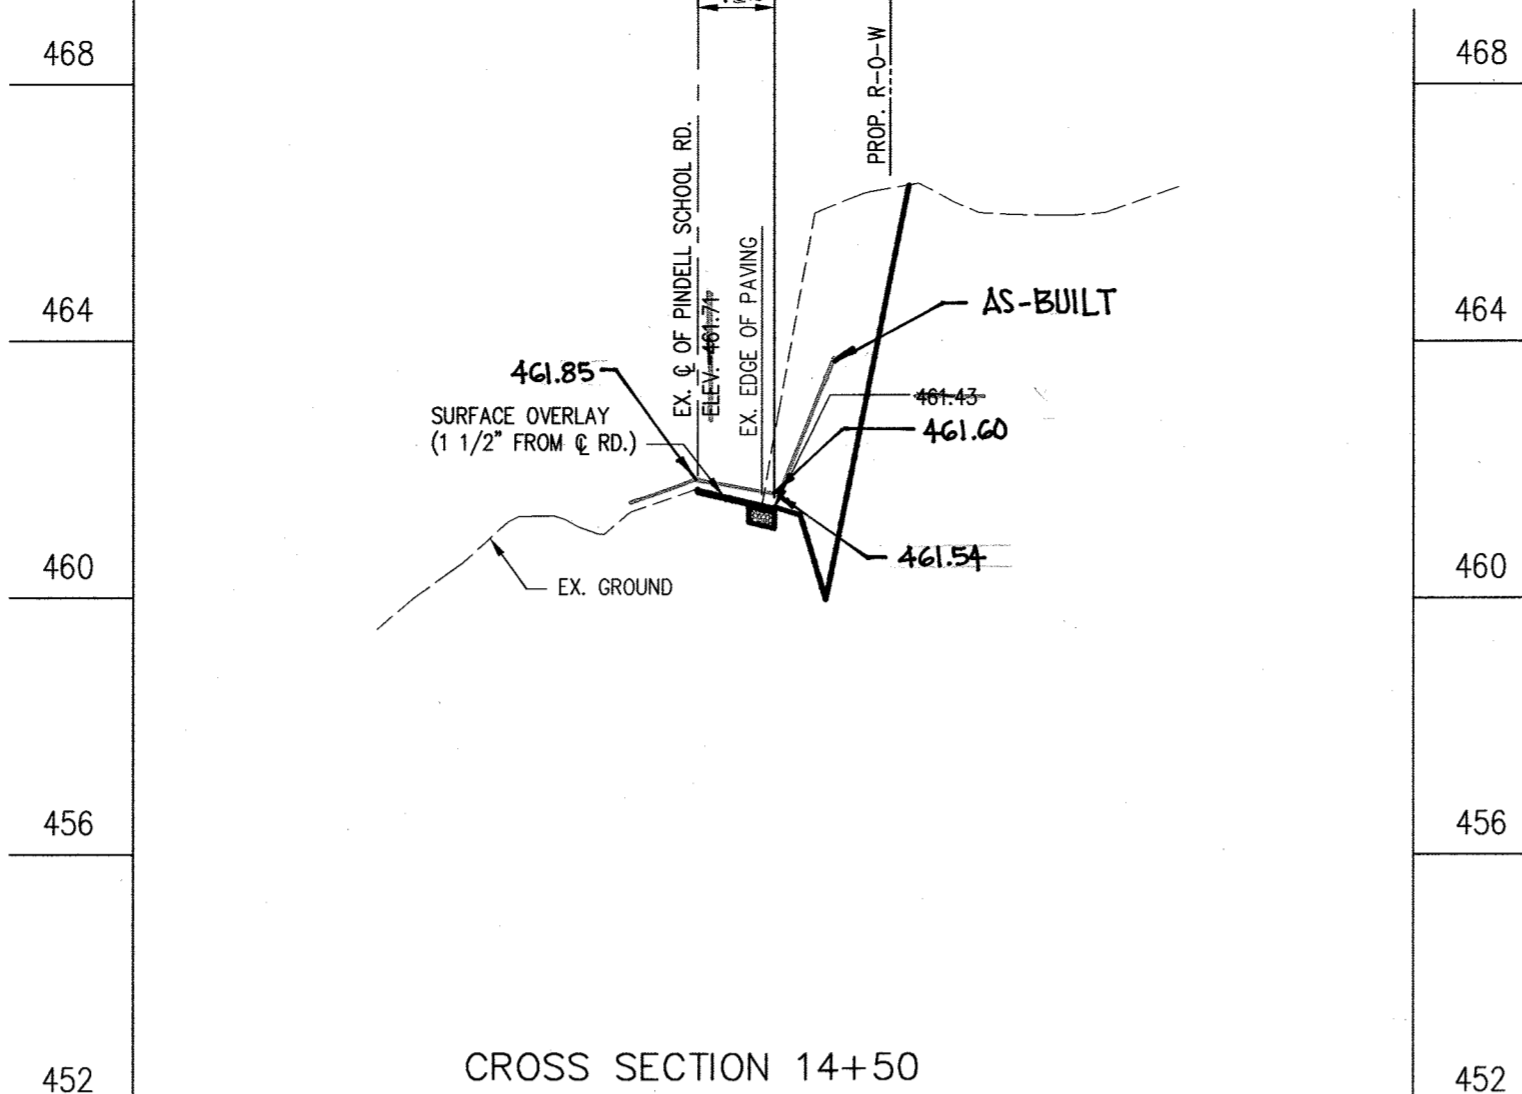 468
468
PROP. R-O-W
EX. ℄ OF PINDELL SCHOOL RD.
ELEV. 461.71
EX. EDGE OF PAVING
464
464
AS-BUILT
461.85
461.43
SURFACE OVERLAY
(1 1/2" FROM ℄ RD.)
461.60
461.54
460
460
EX. GROUND
456
456
CROSS SECTION 14+50
452
452